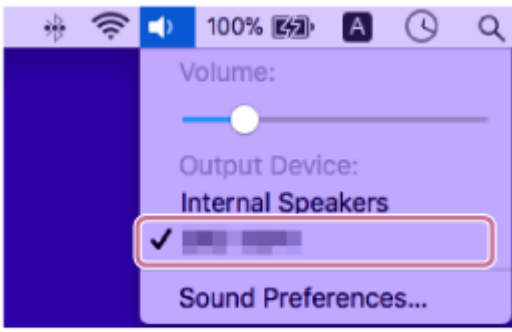 100% A
Volume:
Output Device:
Internal Speakers
Sound Preferences...